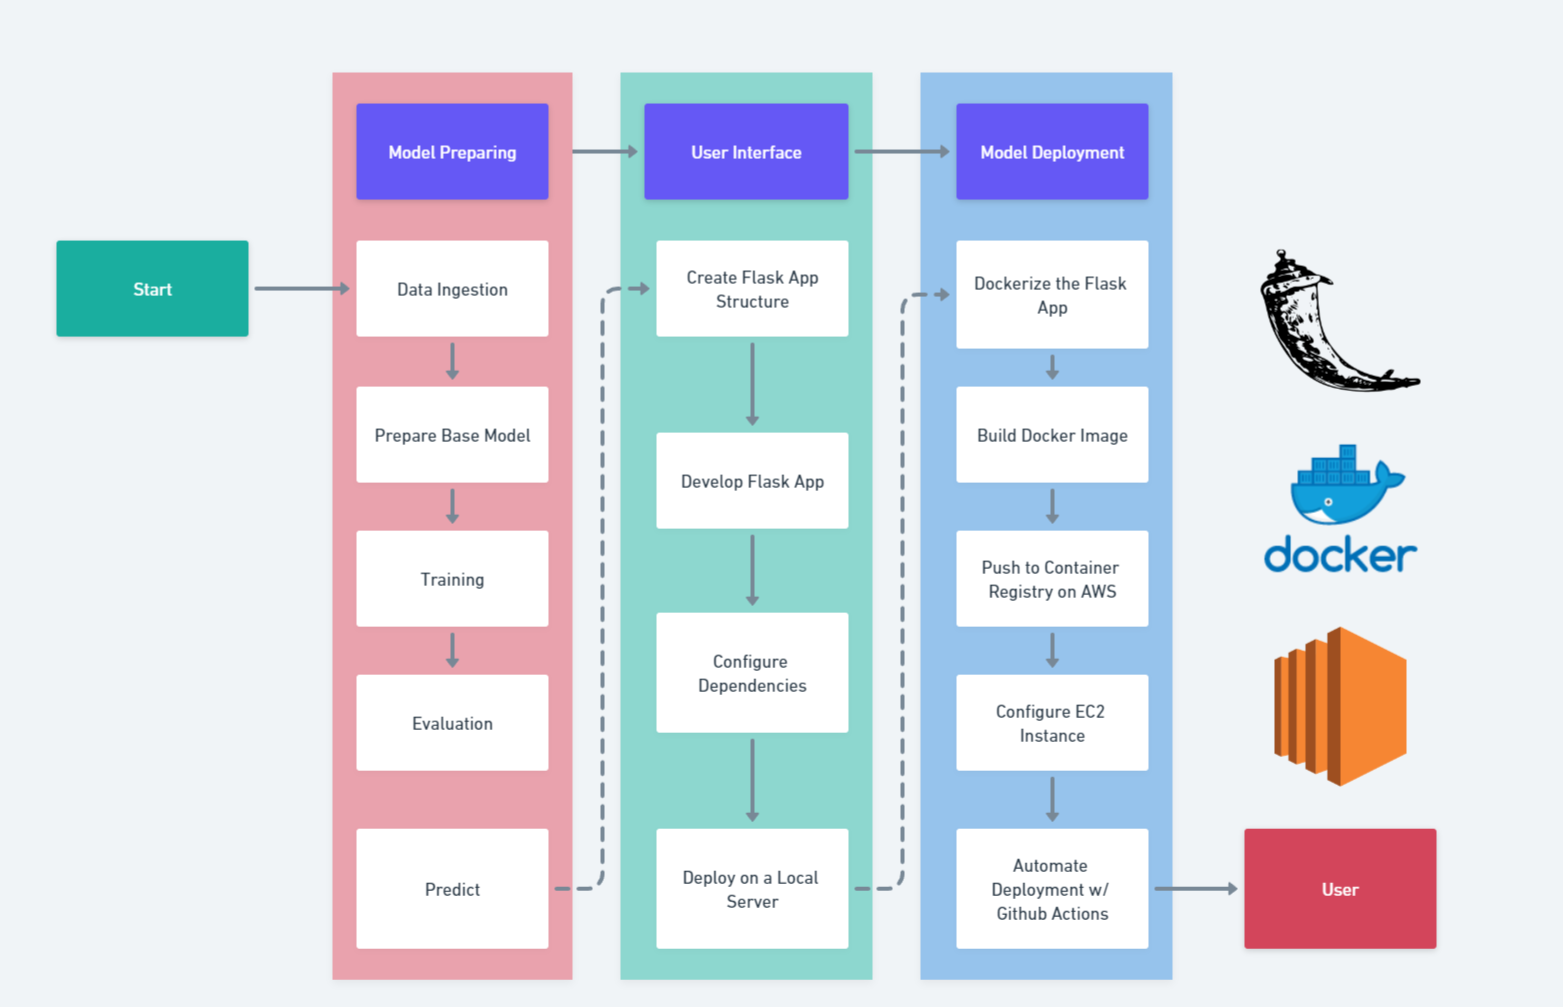 Model Preparing
User Interface
Model Deployment
Start
Data Ingestion
Prepare Base Model
Training
Evaluation
Predict
Create Flask App
Structure
Develop Flask App
Configure
Dependencies
Deploy on a Local
Server
Dockerize the Flask
App
Build Docker Image
Push to Container
Registry on AWS
Configure EC2
Instance
Automate
Deployment w/
Github Actions
docker
User